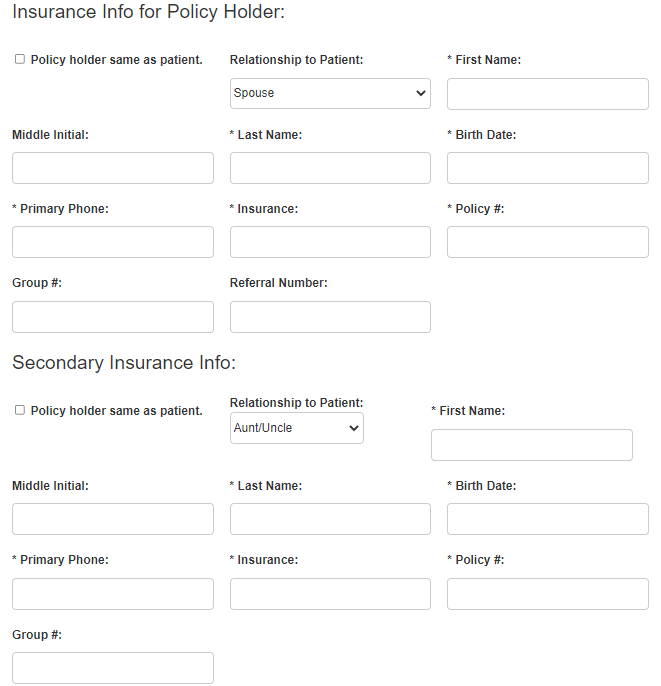 Insurance Info for Policy Holder:
Policy holder same as patient. Relationship to Patient: * First Name:
Spouse
Middle Initial: * Last Name: * Birth Date:
* Primary Phone: * Insurance: * Policy #:
Group #: Referral Number:
Secondary Insurance Info:
Policy holder same as patient. Relationship to Patient: * First Name:
Aunt/Uncle
Middle Initial: * Last Name: * Birth Date:
* Primary Phone: * Insurance: * Policy #:
Group #: